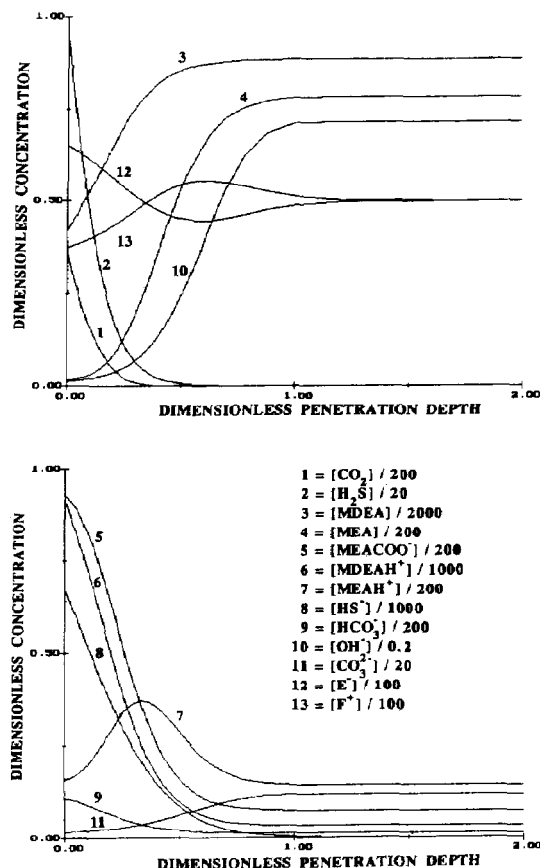 1.00
3
4
12
0.50
13
2
10
1
0.00
0.00
1.00
2.00
DIMENSIONLESS CONCENTRATION
DIMENSIONLESS PENETRATION DEPTH
1.00
5
6
0.50
8
7
9
11
0.00
0.00
1.00
2.00
DIMENSIONLESS CONCENTRATION
DIMENSIONLESS PENETRATION DEPTH
1 = [CO₂] / 200
2 = [H₂S] / 20
3 = [MDEA] / 2000
4 = [MEA] / 200
5 = [MEACOO⁻] / 200
6 = [MDEAH⁺] / 1000
7 = [MEAH⁺] / 200
8 = [HS⁻] / 1000
9 = [HCO₃⁻] / 200
10 = [OH⁻] / 0.2
11 = [CO₃²⁻] / 20
12 = [E⁻] / 100
13 = [F⁺] / 100